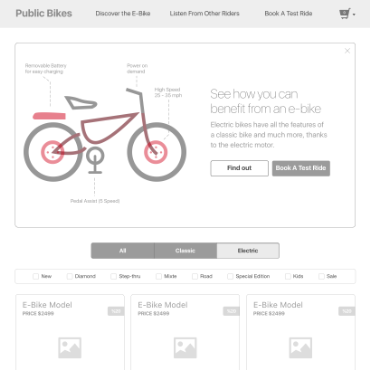 Public Bikes
Discover the E-Bike
Listen From Other Riders
Book A Test Ride
Removable Battery
for easy charging
Power on
demand
High Speed
25 - 35 mph
Pedal Assist (5 Speed)
See how you can
benefit from an e-bike
Electric bikes have all the features of
a classic bike and much more, thanks
to the electric motor.
Find out
Book A Test Ride
All
Classic
Electric
New
Diamond
Step-thru
Mixte
Road
Special Edition
Kids
Sale
E-Bike Model
PRICE $2499
E-Bike Model
PRICE $2499
E-Bike Model
PRICE $2499